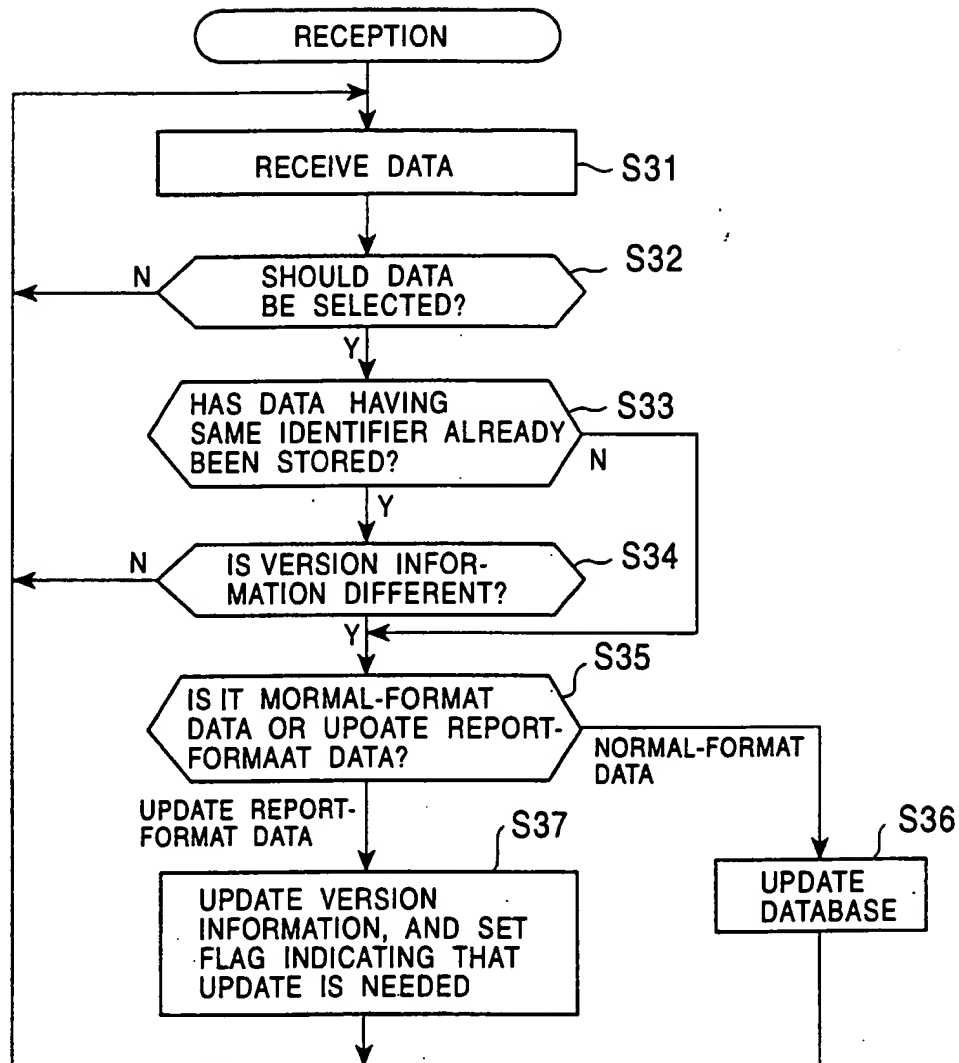 RECEPTION
RECEIVE DATA
S31
S32
N
SHOULD DATA
BE SELECTED?
Y
S33
HAS DATA HAVING
SAME IDENTIFIER ALREADY
BEEN STORED?
N
Y
N
S34
IS VERSION INFOR-
MATION DIFFERENT?
Y
S35
IS IT MORMAL-FORMAT
DATA OR UPOATE REPORT-
FORMAAT DATA?
NORMAL-FORMAT
DATA
UPDATE REPORT-
FORMAT DATA
S37
S36
UPDATE VERSION
INFORMATION, AND SET
FLAG INDICATING THAT
UPDATE IS NEEDED
UPDATE
DATABASE